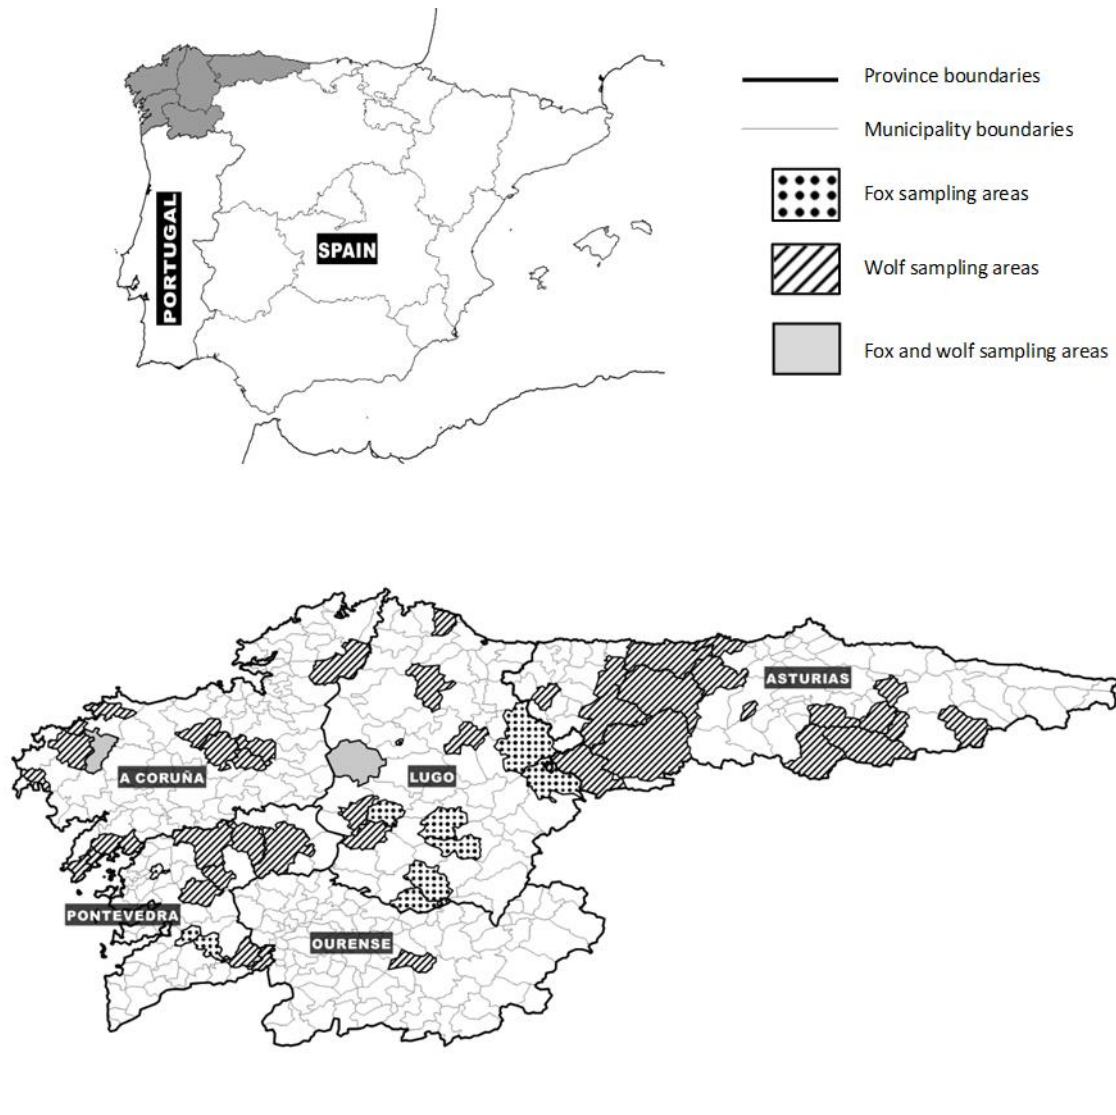 Province boundaries
Municipality boundaries
Fox sampling areas
Wolf sampling areas
Fox and wolf sampling areas
PORTUGAL
SPAIN
ASTURIAS
A CORUÑA
LUGO
PONTEVEDRA
OURENSE